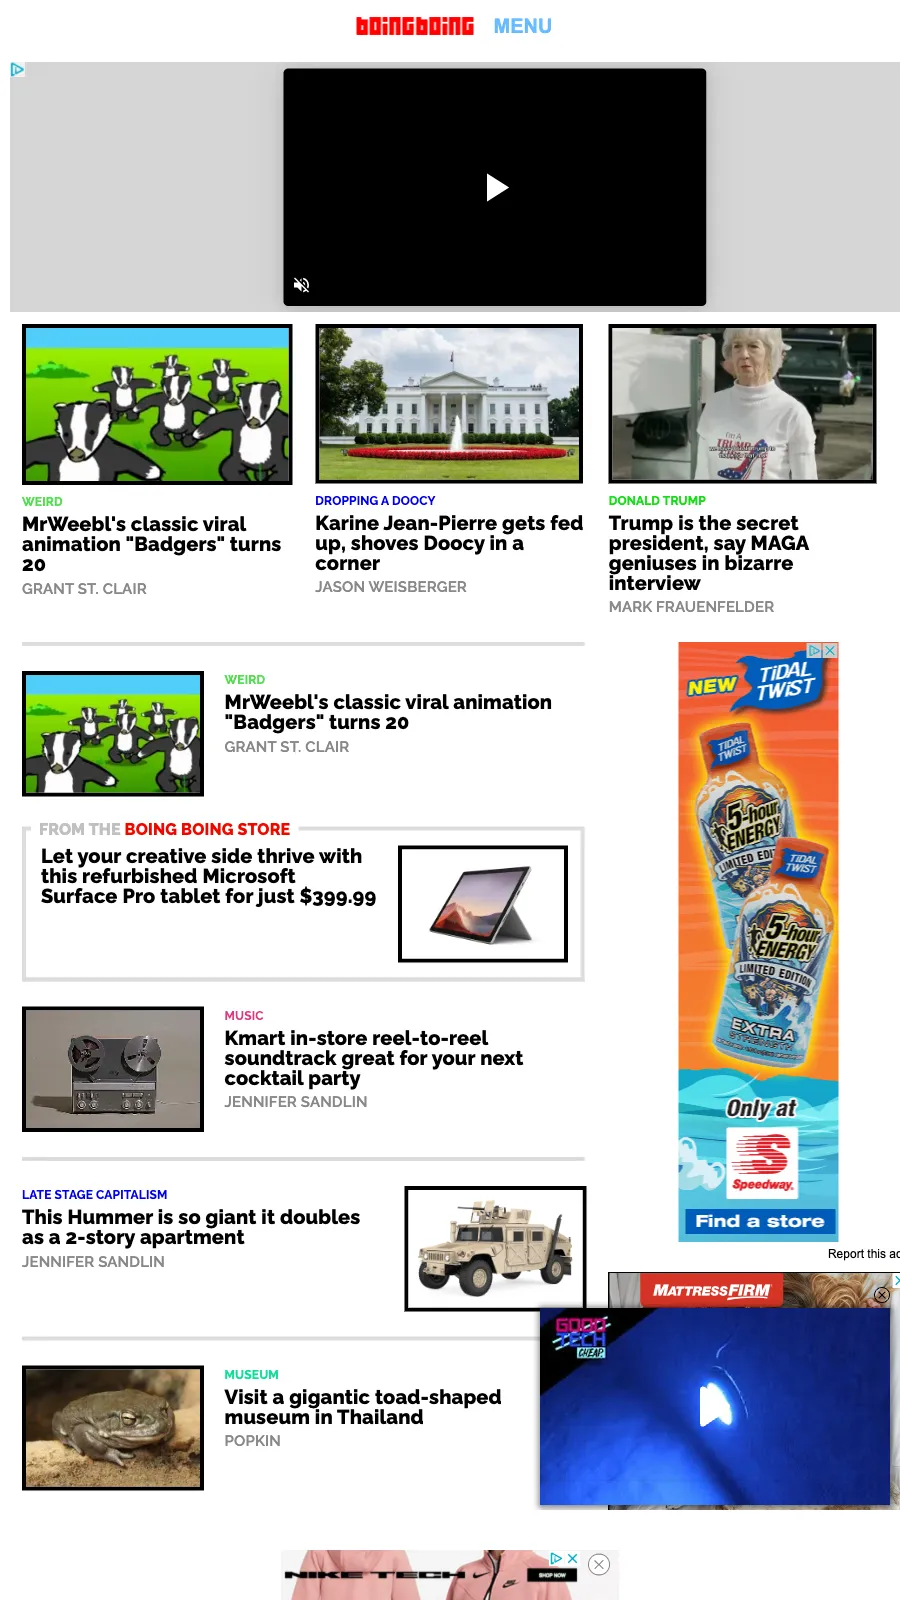 boingboing MENU
WEIRD
MrWeebl's classic viral
animation "Badgers" turns
20
GRANT ST. CLAIR
DROPPING A DOOCY
Karine Jean-Pierre gets fed
up, shoves Doocy in a
corner
JASON WEISBERGER
I'm A
TRUMP
DONALD TRUMP
Trump is the secret
president, say MAGA
geniuses in bizarre
interview
MARK FRAUENFELDER
WEIRD
MrWeebl's classic viral animation
"Badgers" turns 20
GRANT ST. CLAIR
FROM THE BOING BOING STORE
Let your creative side thrive with
this refurbished Microsoft
Surface Pro tablet for just $399.99
MUSIC
Kmart in-store reel-to-reel
soundtrack great for your next
cocktail party
JENNIFER SANDLIN
LATE STAGE CAPITALISM
This Hummer is so giant it doubles
as a 2-story apartment
JENNIFER SANDLIN
MUSEUM
Visit a gigantic toad-shaped
museum in Thailand
POPKIN
NEW TIDAL
TWIST
TIDAL
TWIST
5-hour
ENERGY
LIMITED EDIT
TIDAL
TWIST
5-hour
ENERGY
LIMITED EDITION
EXTRA
STRENGTH
Only at
Speedway
Find a store
Report this ad
MATTRESSFIRM
GOOD
TECH
CHEAP
NIKE TECH
SHOP NOW